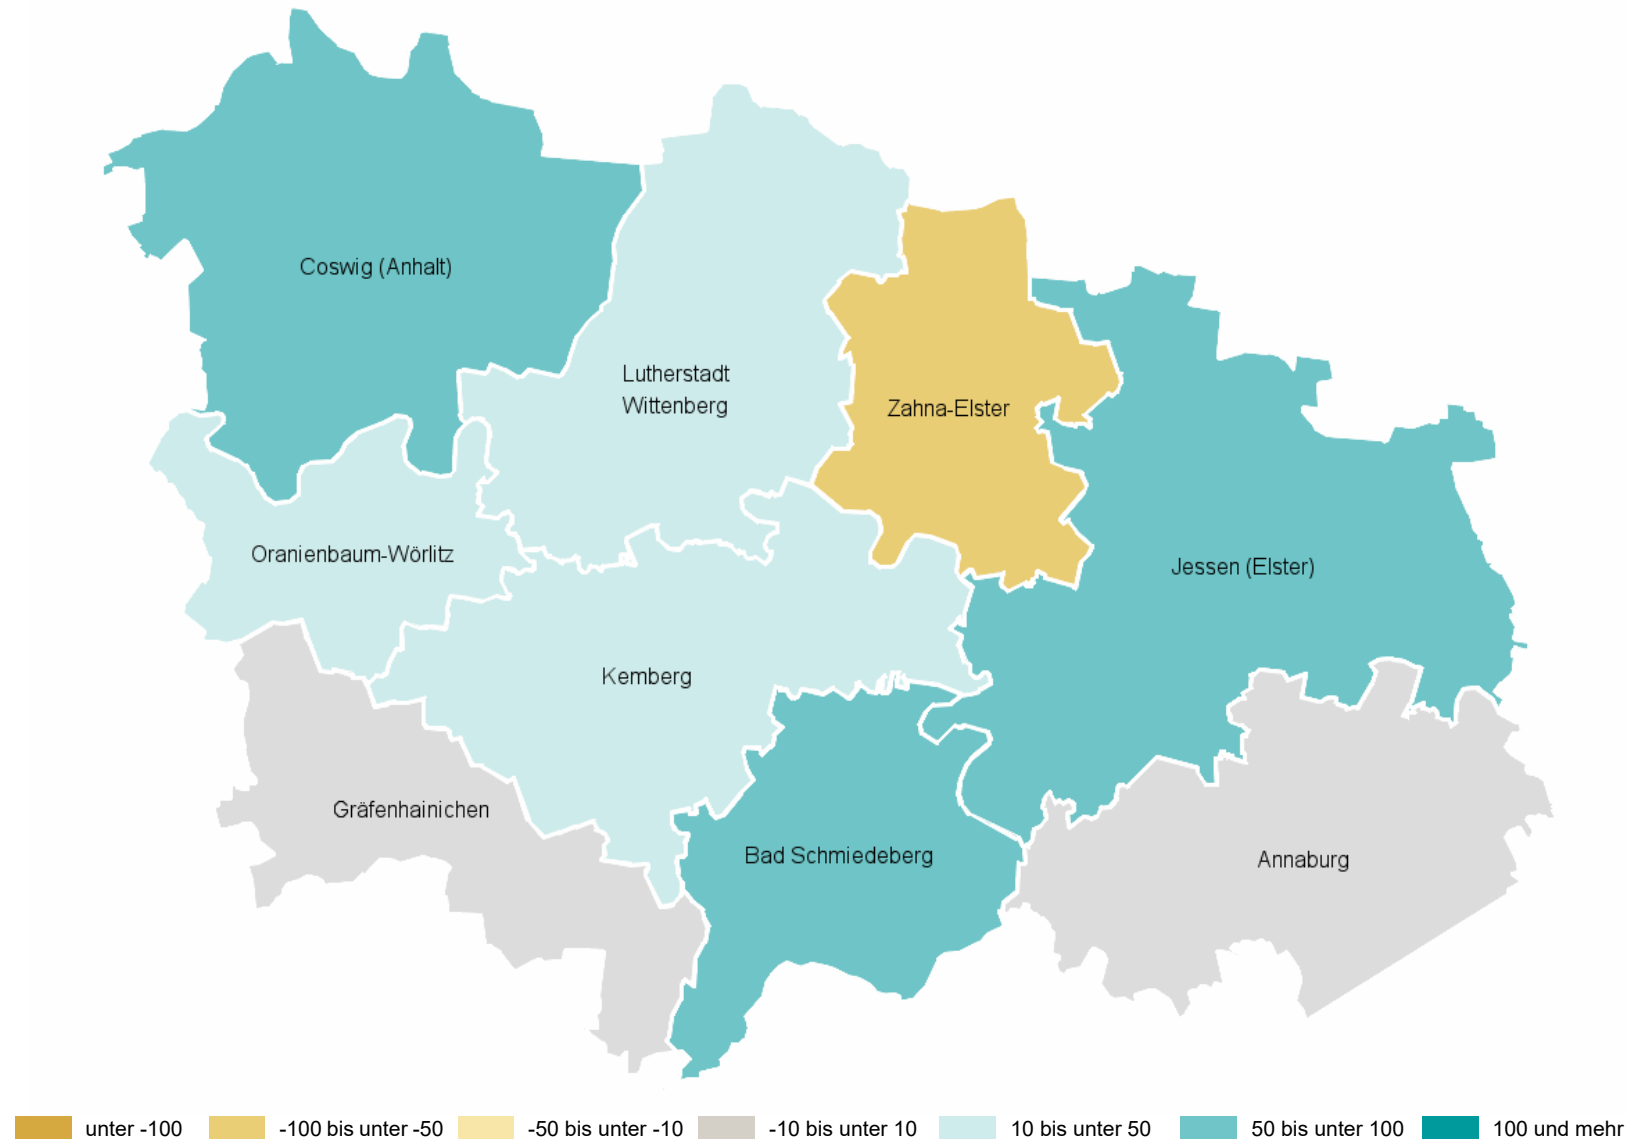 Coswig (Anhalt)
Lutherstadt
Wittenberg
Zahna-Elster
Oranienbaum-Wörlitz
Jessen (Elster)
Kemberg
Gräfenhainichen
Bad Schmiedeberg
Annaburg
unter -100
-100 bis unter -50
-50 bis unter -10
-10 bis unter 10
10 bis unter 50
50 bis unter 100
100 und mehr